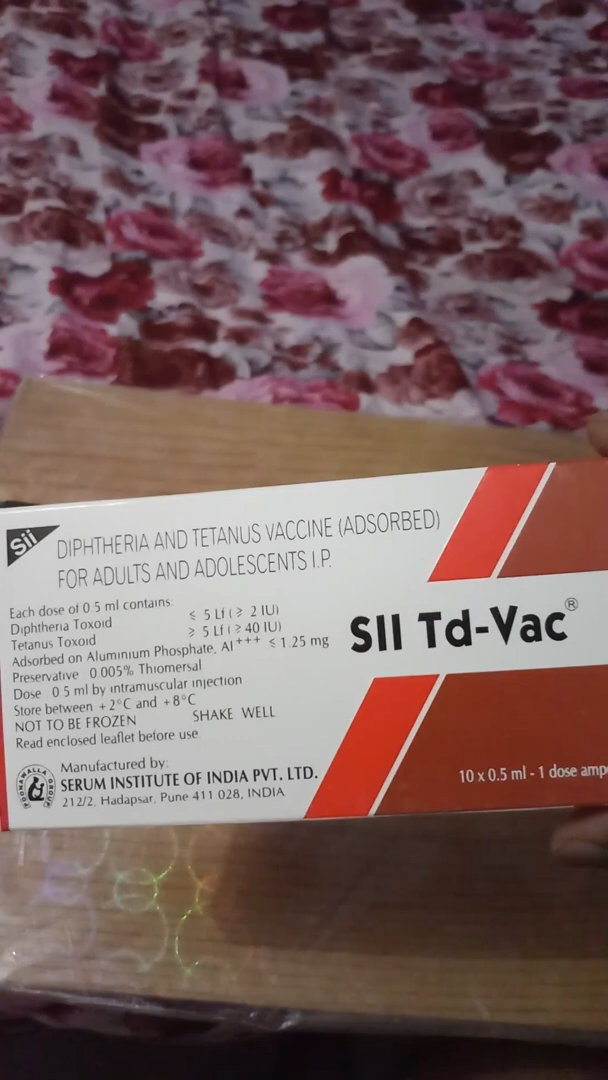 Sii
DIPHTHERIA AND TETANUS VACCINE (ADSORBED)
FOR ADULTS AND ADOLESCENTS I.P.
Each dose of 0 5 ml contains:
Diphtheria Toxoid ≤ 5 Lf (≥ 2 IU)
Tetanus Toxoid ≥ 5 Lf (≥ 40 IU)
Adsorbed on Aluminium Phosphate, Al+++ ≤ 1.25 mg
Preservative 0.005% Thiomersal
Dose 0 5 ml by intramuscular injection
Store between +2°C and +8°C
NOT TO BE FROZEN SHAKE WELL
Read enclosed leaflet before use
SII Td-Vac®
Manufactured by:
SERUM INSTITUTE OF INDIA PVT. LTD.
212/2, Hadapsar, Pune 411 028, INDIA
POONAWALLA GROUP
10 x 0.5 ml - 1 dose amp